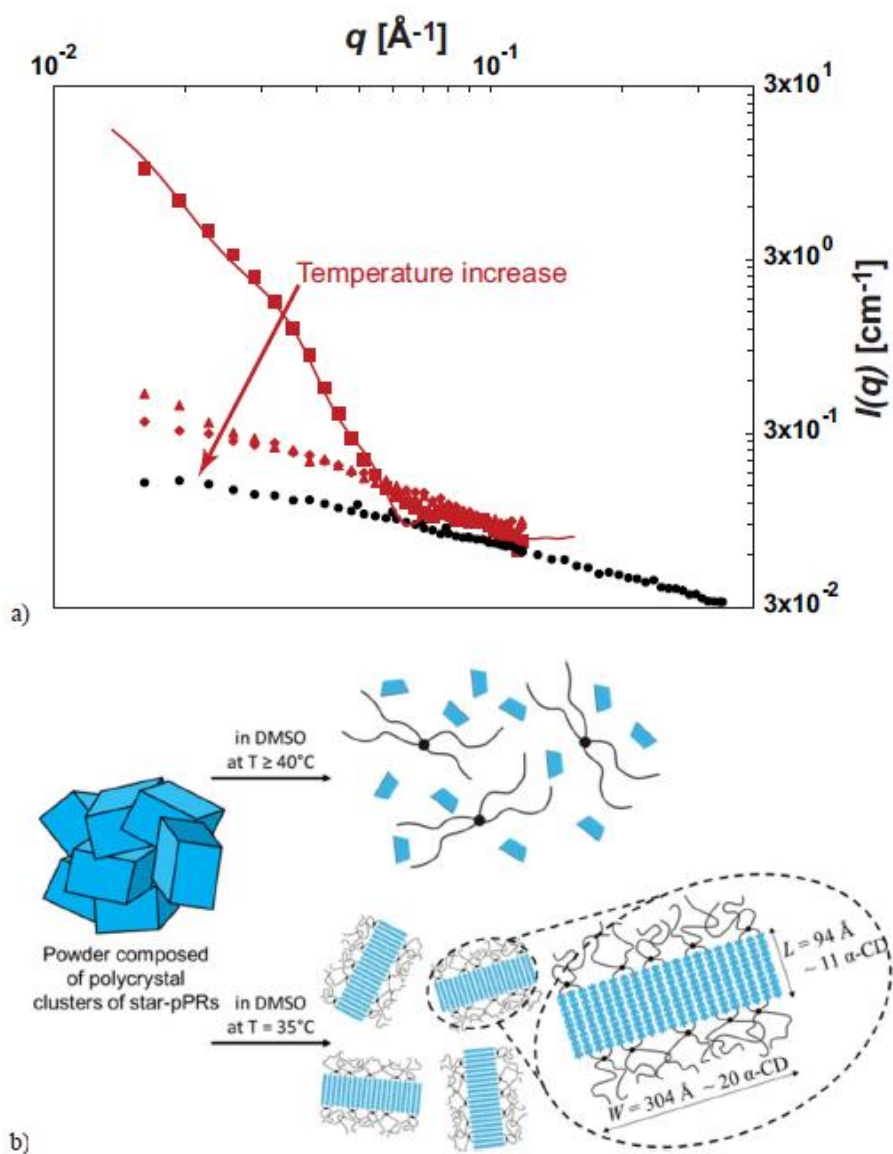 q [Å-1]
10-2
10-1
3x101
Temperature increase
3x100
I(q) [cm-1]
3x10-1
3x10-2
a)
in DMSO
at T ≥ 40°C
Powder composed
of polycrystal
clusters of star-pPRs
in DMSO
at T = 35°C
L = 94 Å
~ 11 α-CD
W = 304 Å ~ 20 α-CD
b)